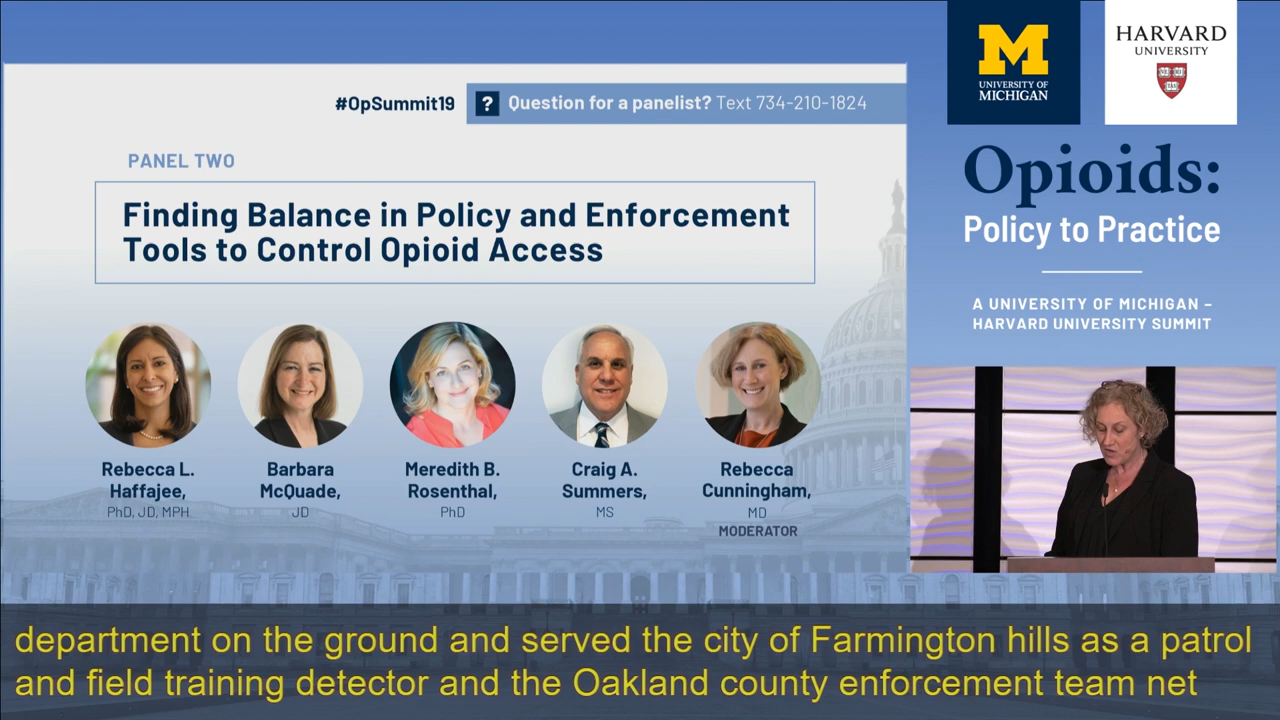 #OpSummit19
? Question for a panelist? Text 734-210-1824
PANEL TWO
Finding Balance in Policy and Enforcement
Tools to Control Opioid Access
Rebecca L.
Haffajee,
PhD, JD, MPH
Barbara
McQuade,
JD
Meredith B.
Rosenthal,
PhD
Craig A.
Summers,
MS
Rebecca
Cunningham,
MD
MODERATOR
M
UNIVERSITY OF
MICHIGAN
HARVARD
UNIVERSITY
Opioids:
Policy to Practice
A UNIVERSITY OF MICHIGAN –
HARVARD UNIVERSITY SUMMIT
department on the ground and served the city of Farmington hills as a patrol
and field training detector and the Oakland county enforcement team net